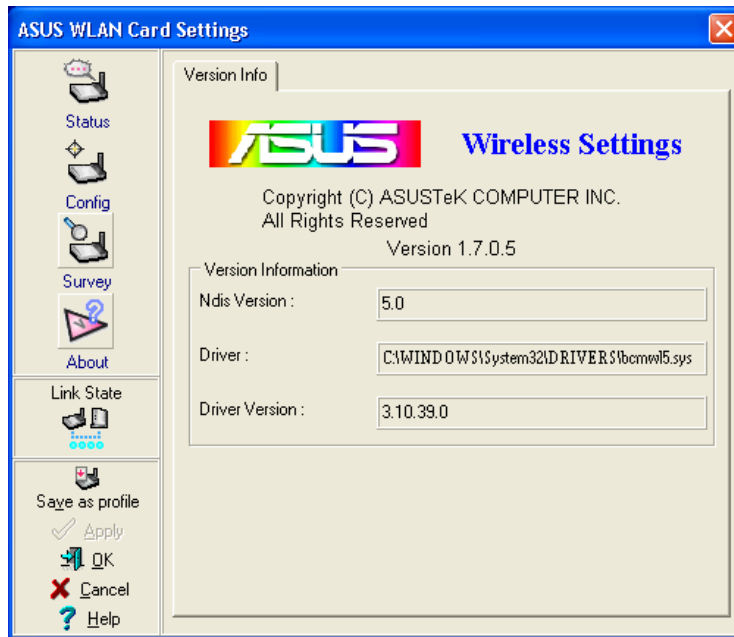 ASUS WLAN Card Settings
Status
Config
Survey
About
Link State
Save as profile
Apply
OK
Cancel
Help
Version Info
ASUS
Wireless Settings
Copyright (C) ASUSTeK COMPUTER INC.
All Rights Reserved
Version 1.7.0.5
Version Information
Ndis Version :
5.0
Driver :
C:\WINDOWS\System32\DRIVERS\bcmwl5.sys
Driver Version :
3.10.39.0